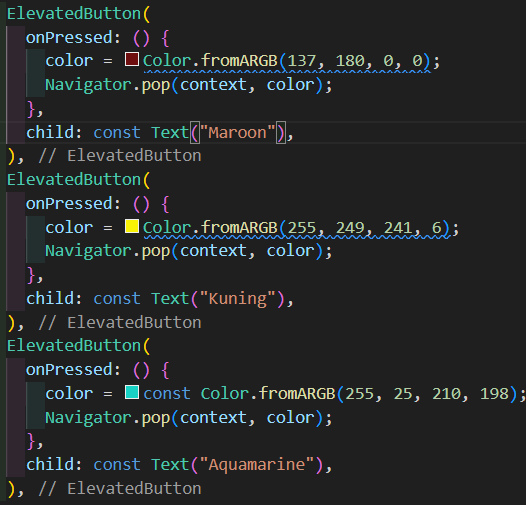 ElevatedButton(
  onPressed: () {
    color = Color.fromARGB(137, 180, 0, 0);
    Navigator.pop(context, color);
  },
  child: const Text("Maroon"),
), // ElevatedButton
ElevatedButton(
  onPressed: () {
    color = Color.fromARGB(255, 249, 241, 6);
    Navigator.pop(context, color);
  },
  child: const Text("Kuning"),
), // ElevatedButton
ElevatedButton(
  onPressed: () {
    color = const Color.fromARGB(255, 25, 210, 198);
    Navigator.pop(context, color);
  },
  child: const Text("Aquamarine"),
), // ElevatedButton